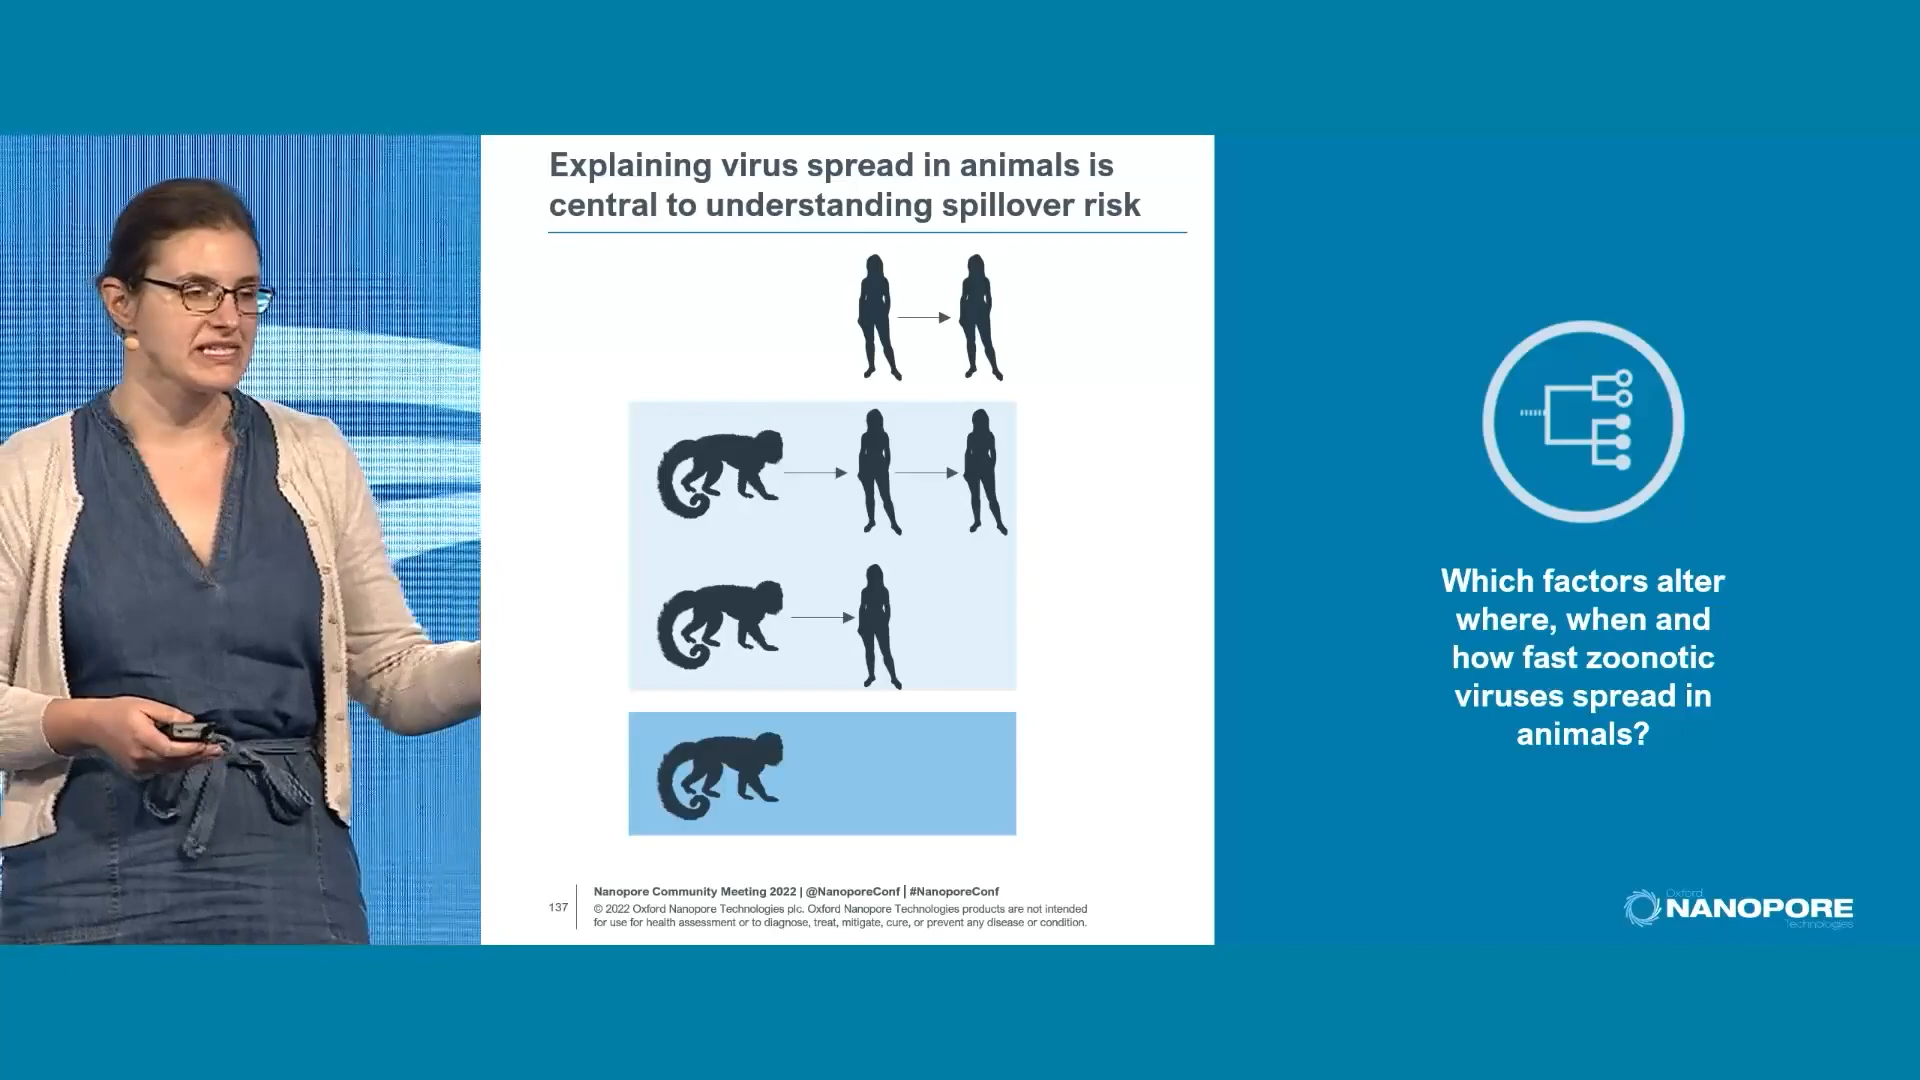 Explaining virus spread in animals is
central to understanding spillover risk
137
Nanopore Community Meeting 2022 | @NanoporeConf | #NanoporeConf
© 2022 Oxford Nanopore Technologies plc. Oxford Nanopore Technologies products are not intended
for use for health assessment or to diagnose, treat, mitigate, cure, or prevent any disease or condition.
Which factors alter
where, when and
how fast zoonotic
viruses spread in
animals?
Oxford
NANOPORE
Technologies